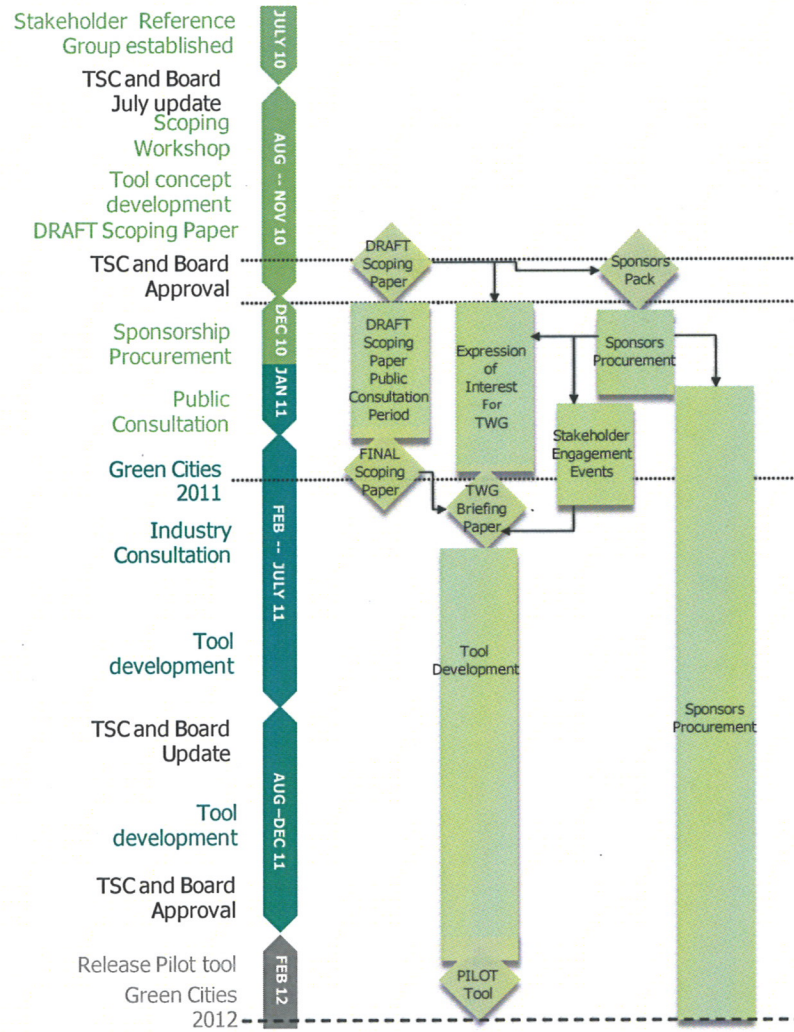 Stakeholder Reference
Group established
TSC and Board
July update
Scoping
Workshop
Tool concept
development
DRAFT Scoping Paper
TSC and Board
Approval
Sponsorship
Procurement
Public
Consultation
Green Cities
2011
Industry
Consultation
Tool
development
TSC and Board
Update
Tool
development
TSC and Board
Approval
Release Pilot tool
Green Cities
2012
JULY 10
AUG -- NOV 10
DEC 10
JAN 11
FEB -- JULY 11
AUG –DEC 11
FEB 12
DRAFT
Scoping
Paper
Sponsors
Pack
DRAFT
Scoping
Paper
Public
Consultation
Period
Expression
of
Interest
For
TWG
Sponsors
Procurement
Stakeholder
Engagement
Events
FINAL
Scoping
Paper
TWG
Briefing
Paper
Tool
Development
Sponsors
Procurement
PILOT
Tool